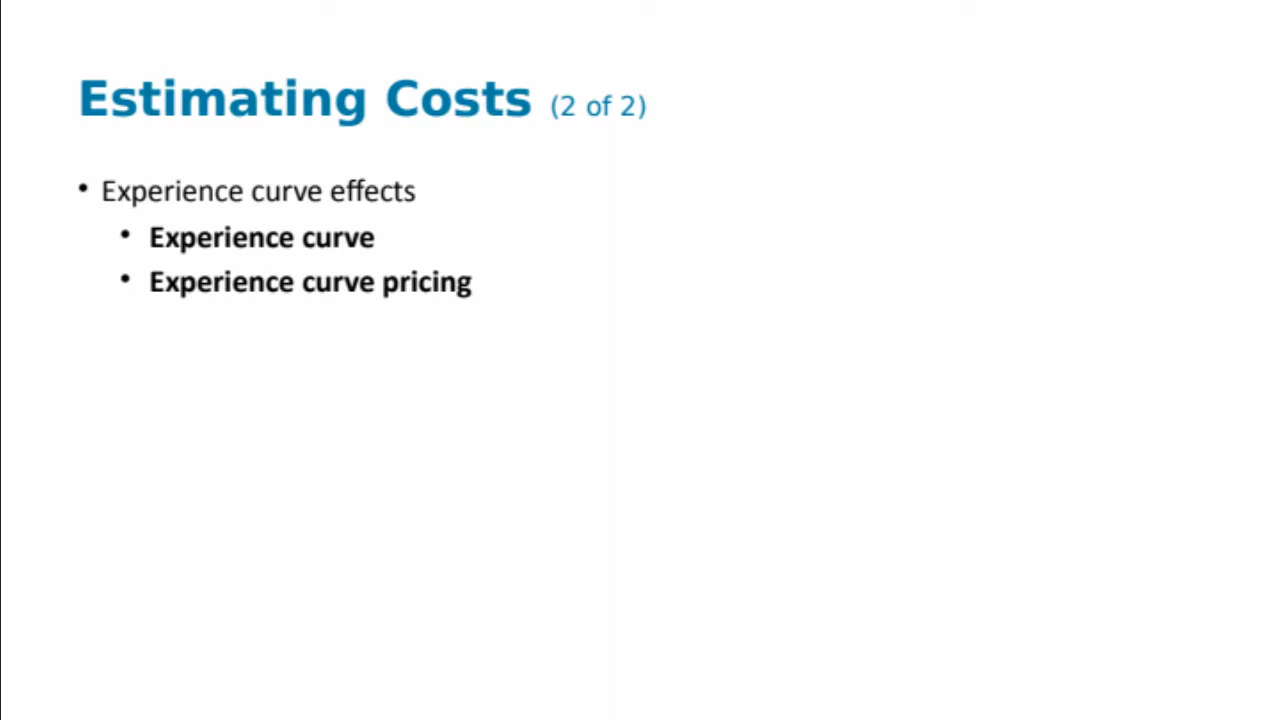 Estimating Costs (2 of 2)
• Experience curve effects
• Experience curve
• Experience curve pricing